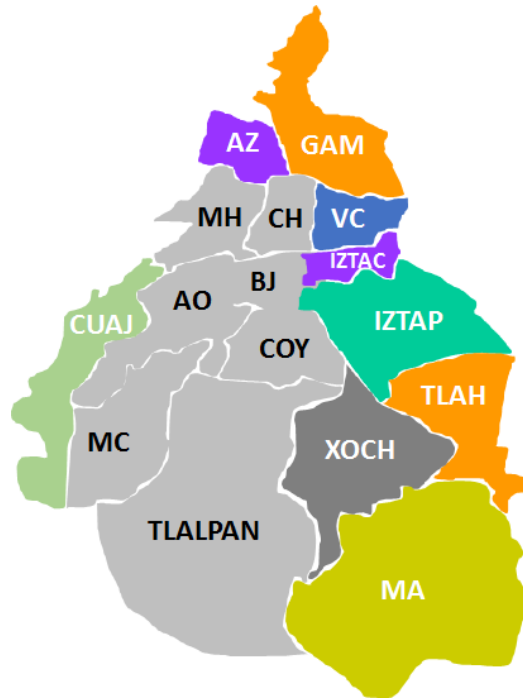 AZ
GAM
MH
CH
VC
IZTAC
BJ
AO
CUAJ
IZTAP
COY
TLAH
MC
XOCH
TLALPAN
MA